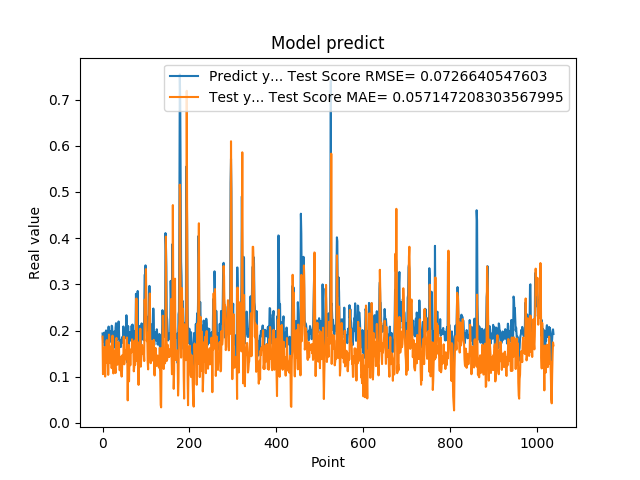 Model predict
Predict y... Test Score RMSE= 0.0726640547603
Test y... Test Score MAE= 0.057147208303567995
Real value
0.7
0.6
0.5
0.4
0.3
0.2
0.1
0.0
0 200 400 600 800 1000
Point